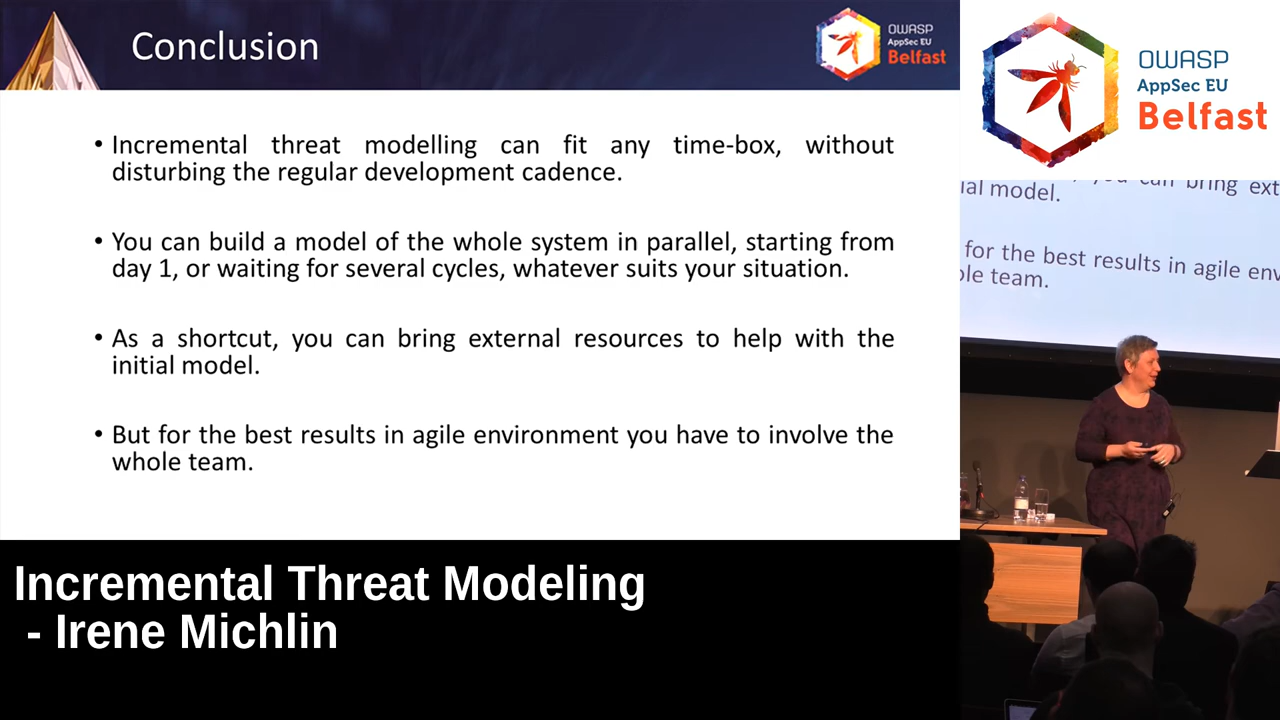 Conclusion
OWASP
AppSec EU
Belfast
• Incremental threat modelling can fit any time-box, without
disturbing the regular development cadence.
• You can build a model of the whole system in parallel, starting from
day 1, or waiting for several cycles, whatever suits your situation.
• As a shortcut, you can bring external resources to help with the
initial model.
• But for the best results in agile environment you have to involve the
whole team.
OWASP
AppSec EU
Belfast
you can bring ext
ial model.
for the best results in agile env
ole team.
Incremental Threat Modeling
- Irene Michlin